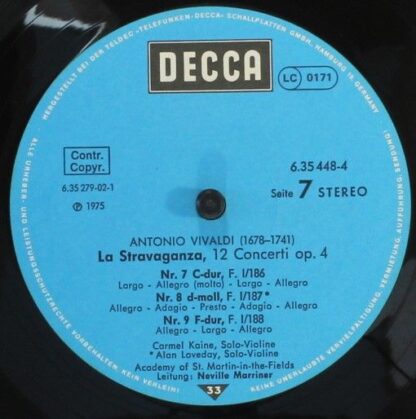 HERGESTELLT BEI DER TELDEC »TELEFUNKEN-DECCA« SCHALLPLATTEN GMBH, HAMBURG 19, GERMANY
DECCA
LC 0171
Contr.
Copyr.
6.35 279-02-1
℗ 1975
6.35 448-4
Seite 7 STEREO
ANTONIO VIVALDI (1678-1741)
La Stravaganza, 12 Concerti op. 4
Nr. 7 C-dur, F. I/186
Largo - Allegro (molto) - Largo - Allegro
Nr. 8 d-moll, F. I/187*
Allegro - Adagio - Presto - Adagio - Allegro
Nr. 9 F-dur, F. I/188
Allegro - Largo - Allegro
Carmel Kaine, Solo-Violine
*Alan Loveday, Solo-Violine
Academy of St. Martin-in-the-Fields
Leitung: Neville Marriner
33
ALLE URHEBER- UND LEISTUNGSSCHUTZRECHTE VORBEHALTEN KEIN VERLEIH!
KEINE UNERLAUBTE VERVIELFÄLTIGUNG, VERMIETUNG, AUFFÜHRUNG, SENDUNG!